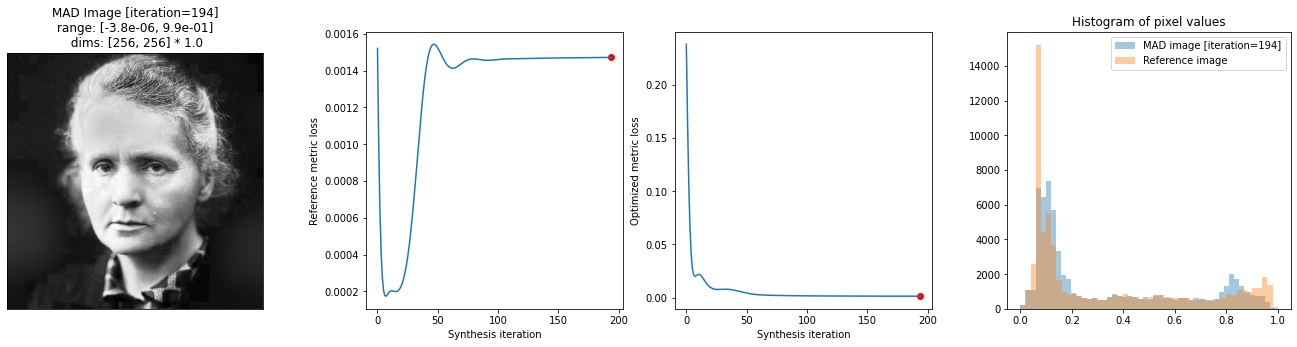 MAD Image [iteration=194]
range: [-3.8e-06, 9.9e-01]
dims: [256, 256] * 1.0
Reference metric loss
0.0016
0.0014
0.0012
0.0010
0.0008
0.0006
0.0004
0.0002
0 50 100 150 200
Synthesis iteration
Optimized metric loss
0.20
0.15
0.10
0.05
0.00
0 50 100 150 200
Synthesis iteration
Histogram of pixel values
MAD image [iteration=194]
Reference image
14000
12000
10000
8000
6000
4000
2000
0
0.0 0.2 0.4 0.6 0.8 1.0